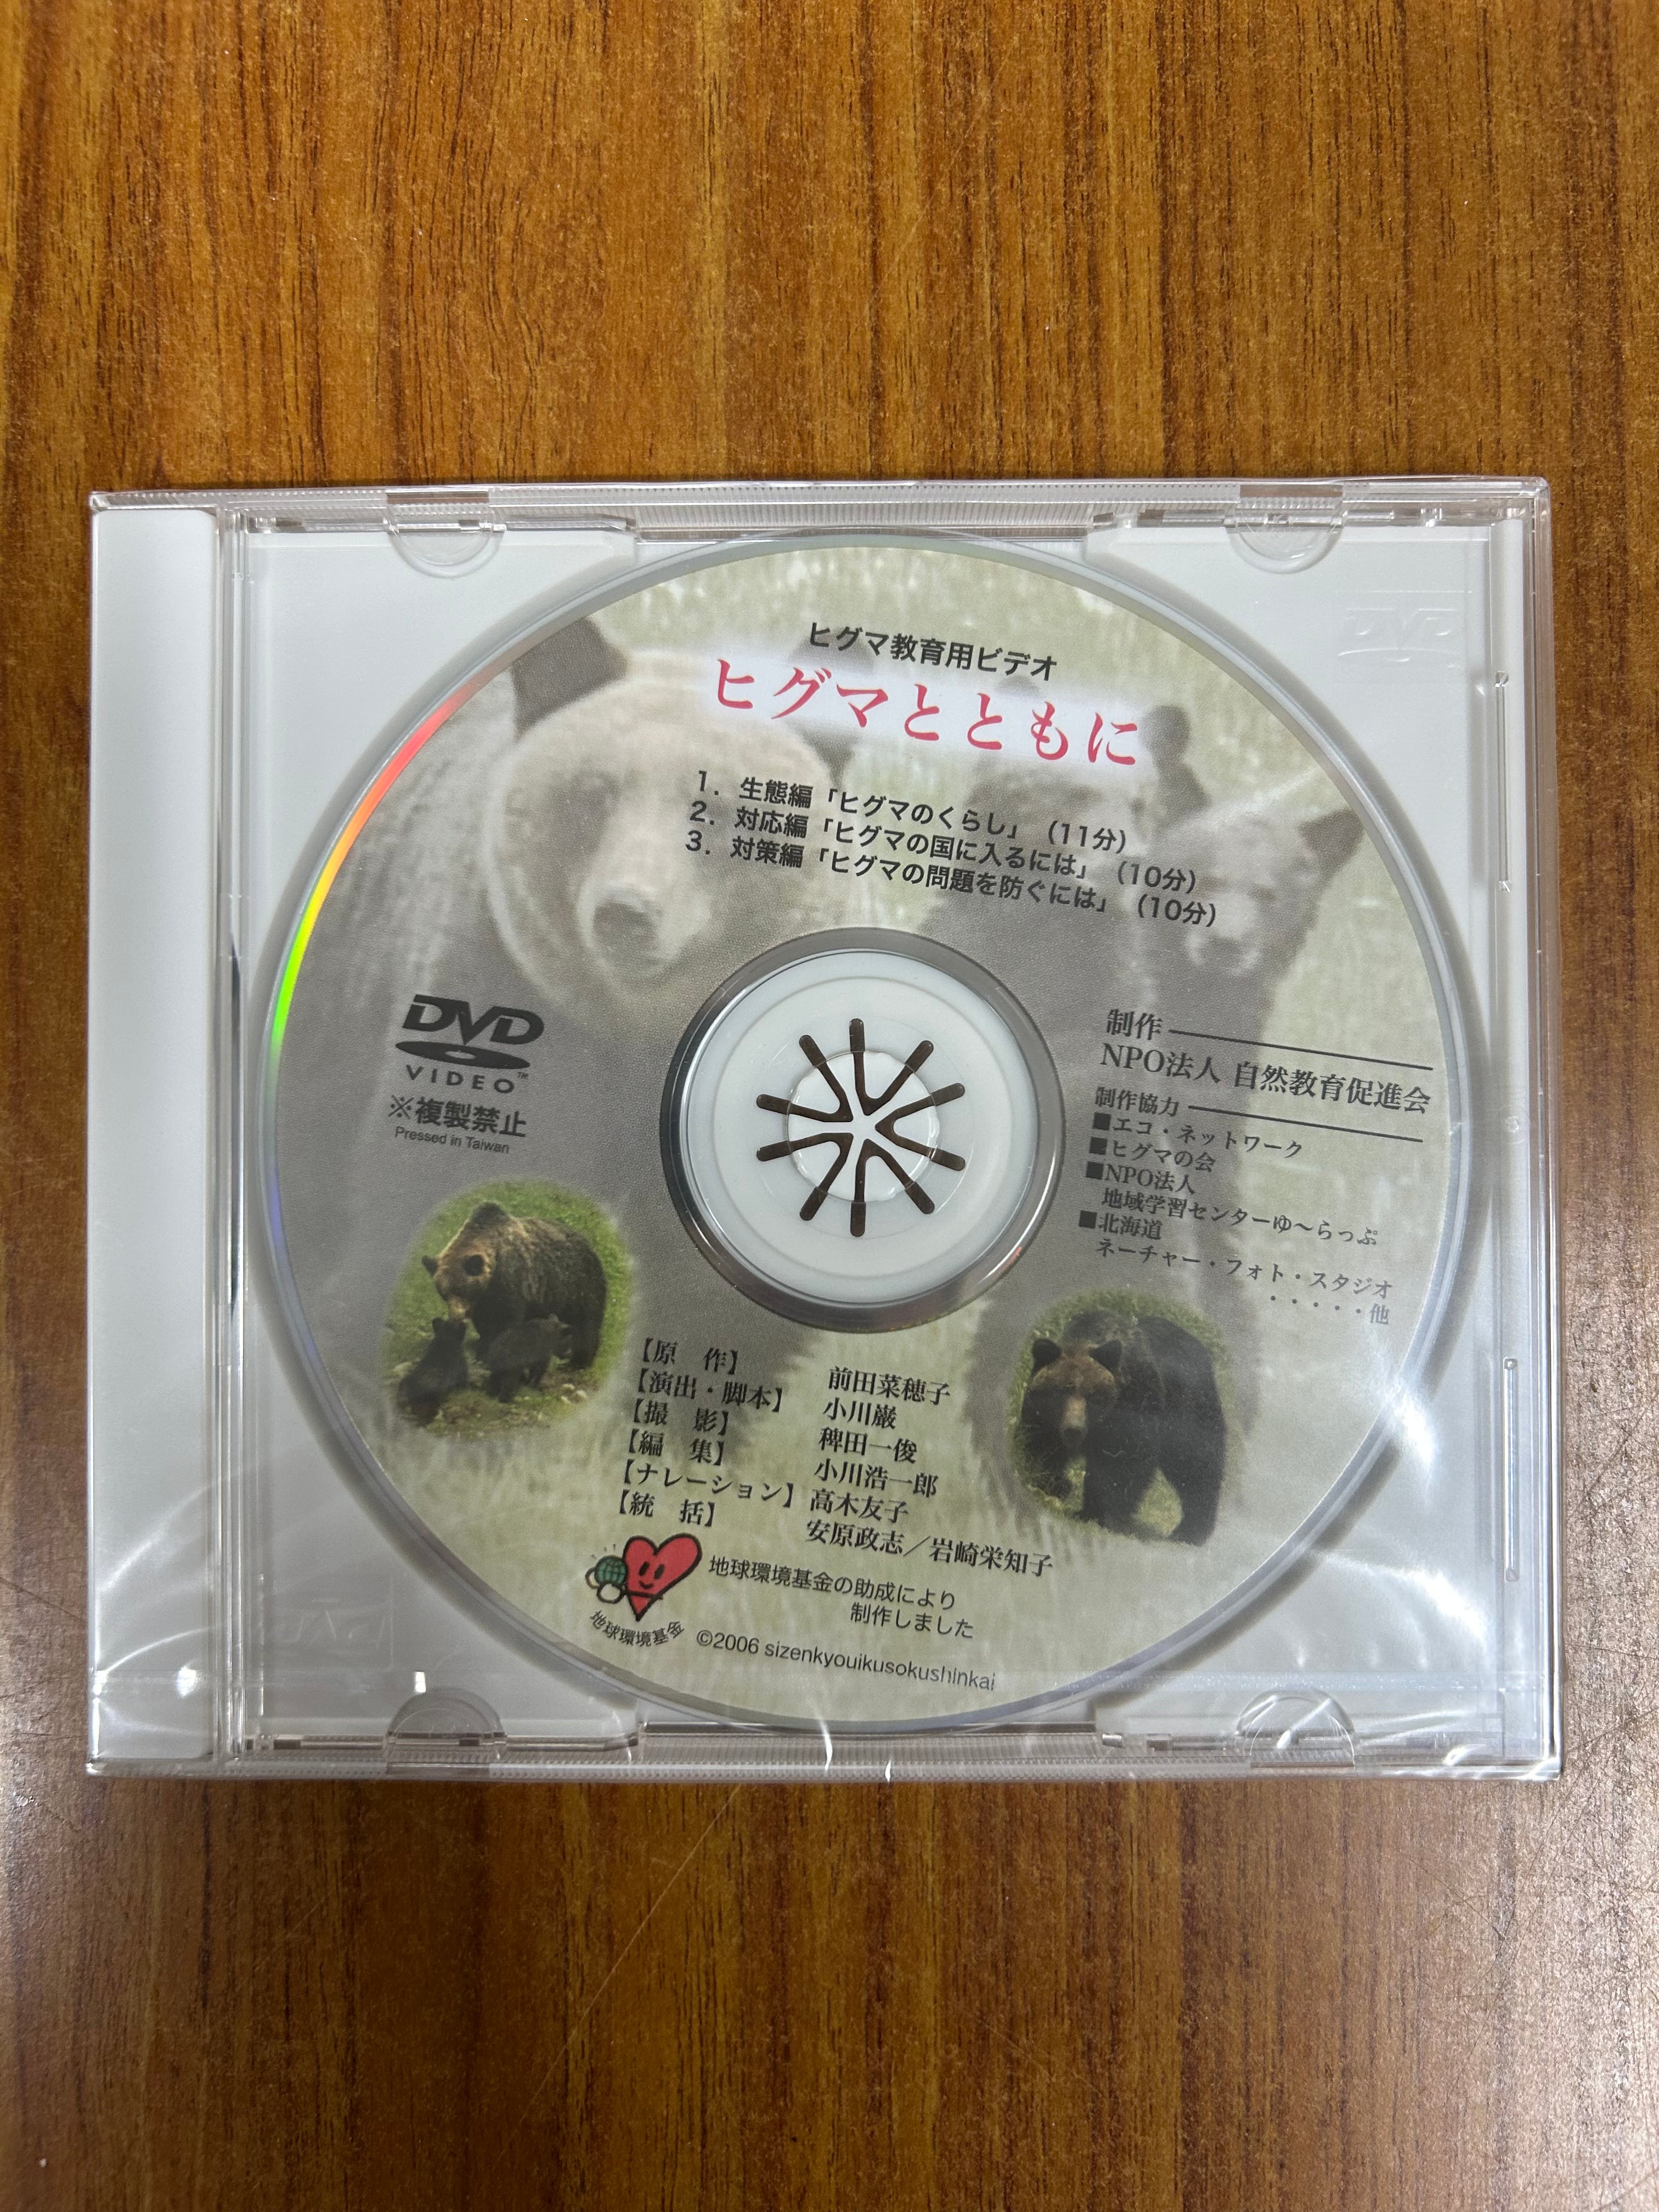 ヒグマ教育用ビデオ
ヒグマとともに
1. 生態編「ヒグマのくらし」(11分)
2. 対応編「ヒグマの国に入るには」(10分)
3. 対策編「ヒグマの問題を防ぐには」(10分)
DVD
VIDEO™
※複製禁止
Pressed in Taiwan
制作
NPO法人 自然教育促進会
制作協力
■エコ・ネットワーク
■ヒグマの会
■NPO法人
地域学習センターゆ〜らっぷ
■北海道
ネーチャー・フォト・スタジオ
・・・・・他
【原 作】 前田菜穂子
【演出・脚本】 小川巌
【撮 影】 稗田一俊
【編 集】 小川浩一郎
【ナレーション】 高木友子
【統 括】 安原政志／岩崎栄知子
地球環境基金の助成により
制作しました
地球環境基金
©2006 sizenkyouikusokushinkai
DVD